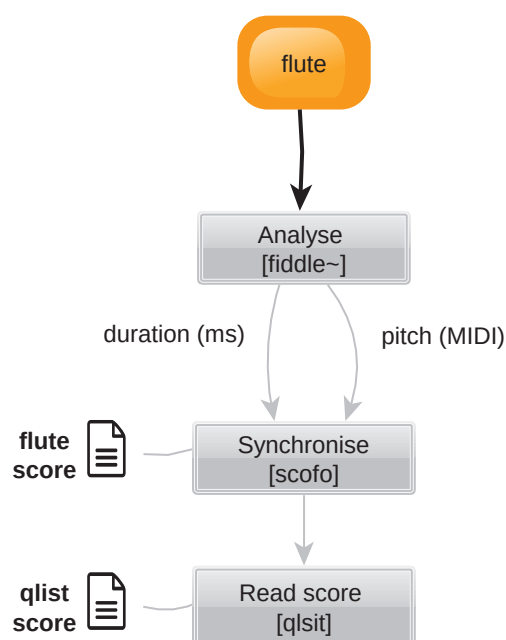 flute
Analyse
[fiddle~]
duration (ms)
pitch (MIDI)
flute
score
Synchronise
[scofo]
qlist
score
Read score
[qlsit]